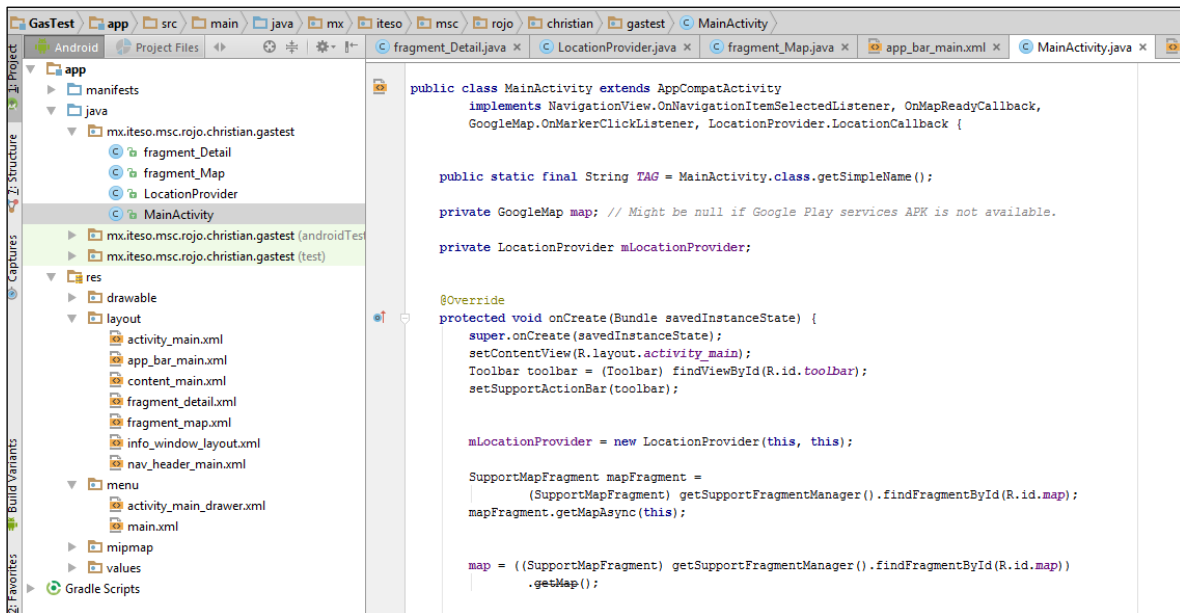 GasTest app src main java mx iteso msc rojo christian gastest MainActivity
Android Project Files fragment_Detail.java × LocationProvider.java × fragment_Map.java × app_bar_main.xml × MainActivity.java ×
1: Project
7: Structure
Captures
Build Variants
2: Favorites
app
manifests
java
mx.iteso.msc.rojo.christian.gastest
fragment_Detail
fragment_Map
LocationProvider
MainActivity
mx.iteso.msc.rojo.christian.gastest (androidTest
mx.iteso.msc.rojo.christian.gastest (test)
res
drawable
layout
activity_main.xml
app_bar_main.xml
content_main.xml
fragment_detail.xml
fragment_map.xml
info_window_layout.xml
nav_header_main.xml
menu
activity_main_drawer.xml
main.xml
mipmap
values
Gradle Scripts
public class MainActivity extends AppCompatActivity
implements NavigationView.OnNavigationItemSelectedListener, OnMapReadyCallback,
GoogleMap.OnMarkerClickListener, LocationProvider.LocationCallback {
public static final String TAG = MainActivity.class.getSimpleName();
private GoogleMap map; // Might be null if Google Play services APK is not available.
private LocationProvider mLocationProvider;
@Override
protected void onCreate(Bundle savedInstanceState) {
super.onCreate(savedInstanceState);
setContentView(R.layout.activity_main);
Toolbar toolbar = (Toolbar) findViewById(R.id.toolbar);
setSupportActionBar(toolbar);
mLocationProvider = new LocationProvider(this, this);
SupportMapFragment mapFragment =
(SupportMapFragment) getSupportFragmentManager().findFragmentById(R.id.map);
mapFragment.getMapAsync(this);
map = ((SupportMapFragment) getSupportFragmentManager().findFragmentById(R.id.map))
.getMap();